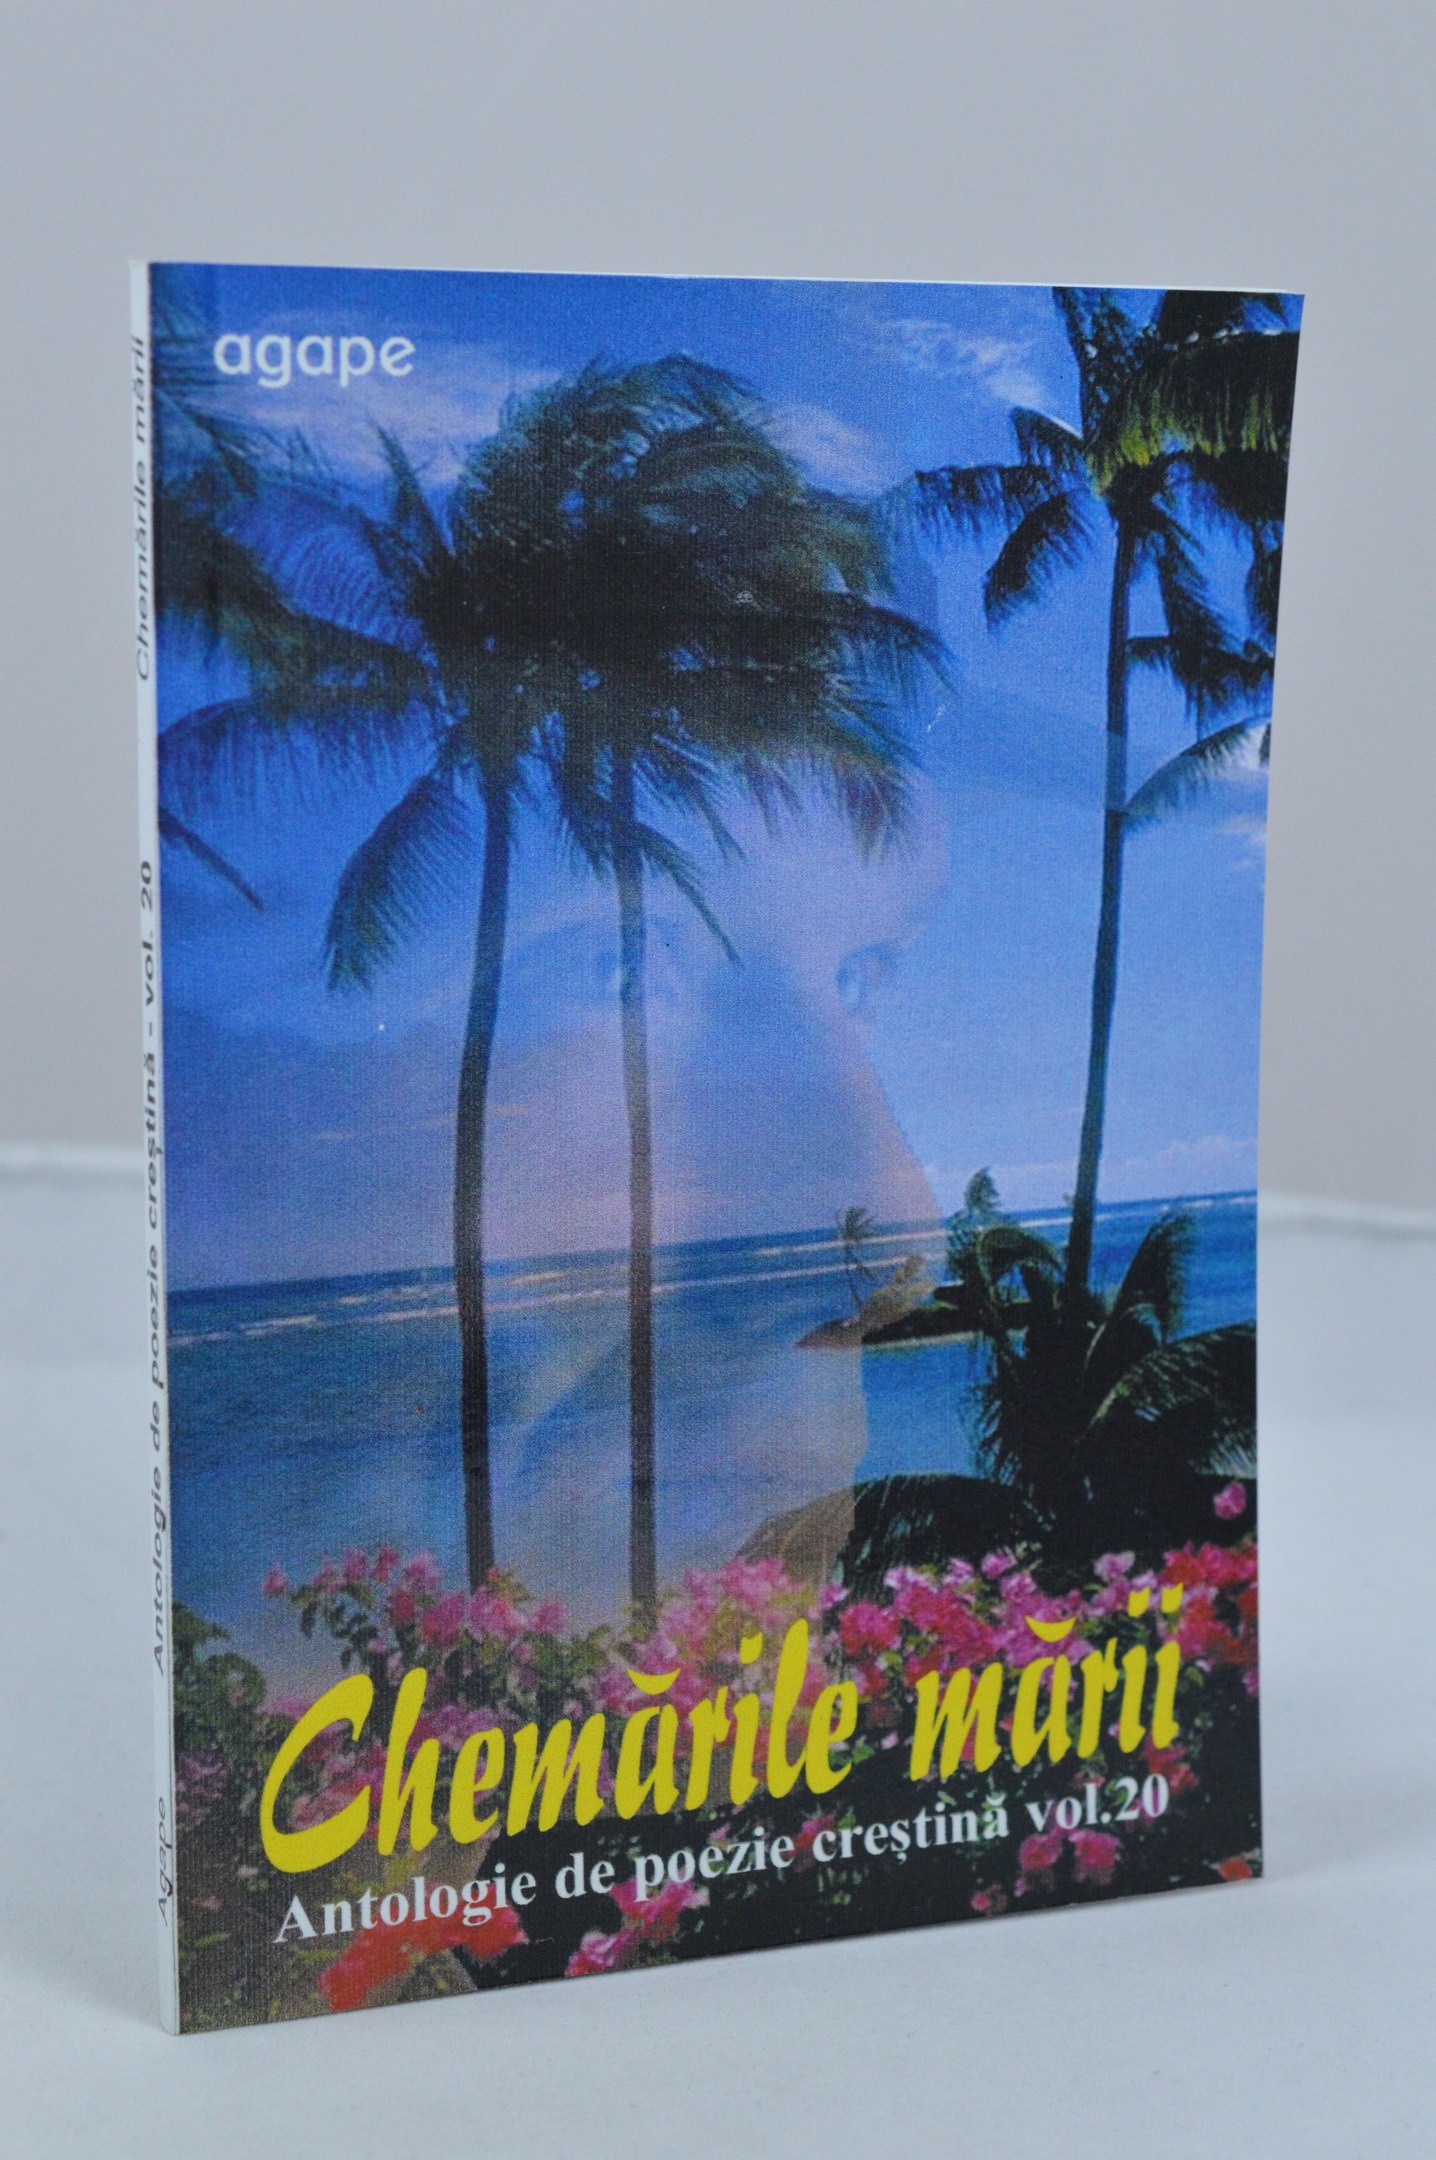 agape
Chemările mării
Antologie de poezie creștină vol.20
Agape Antologie de poezie creștină - vol. 20 Chemările mării